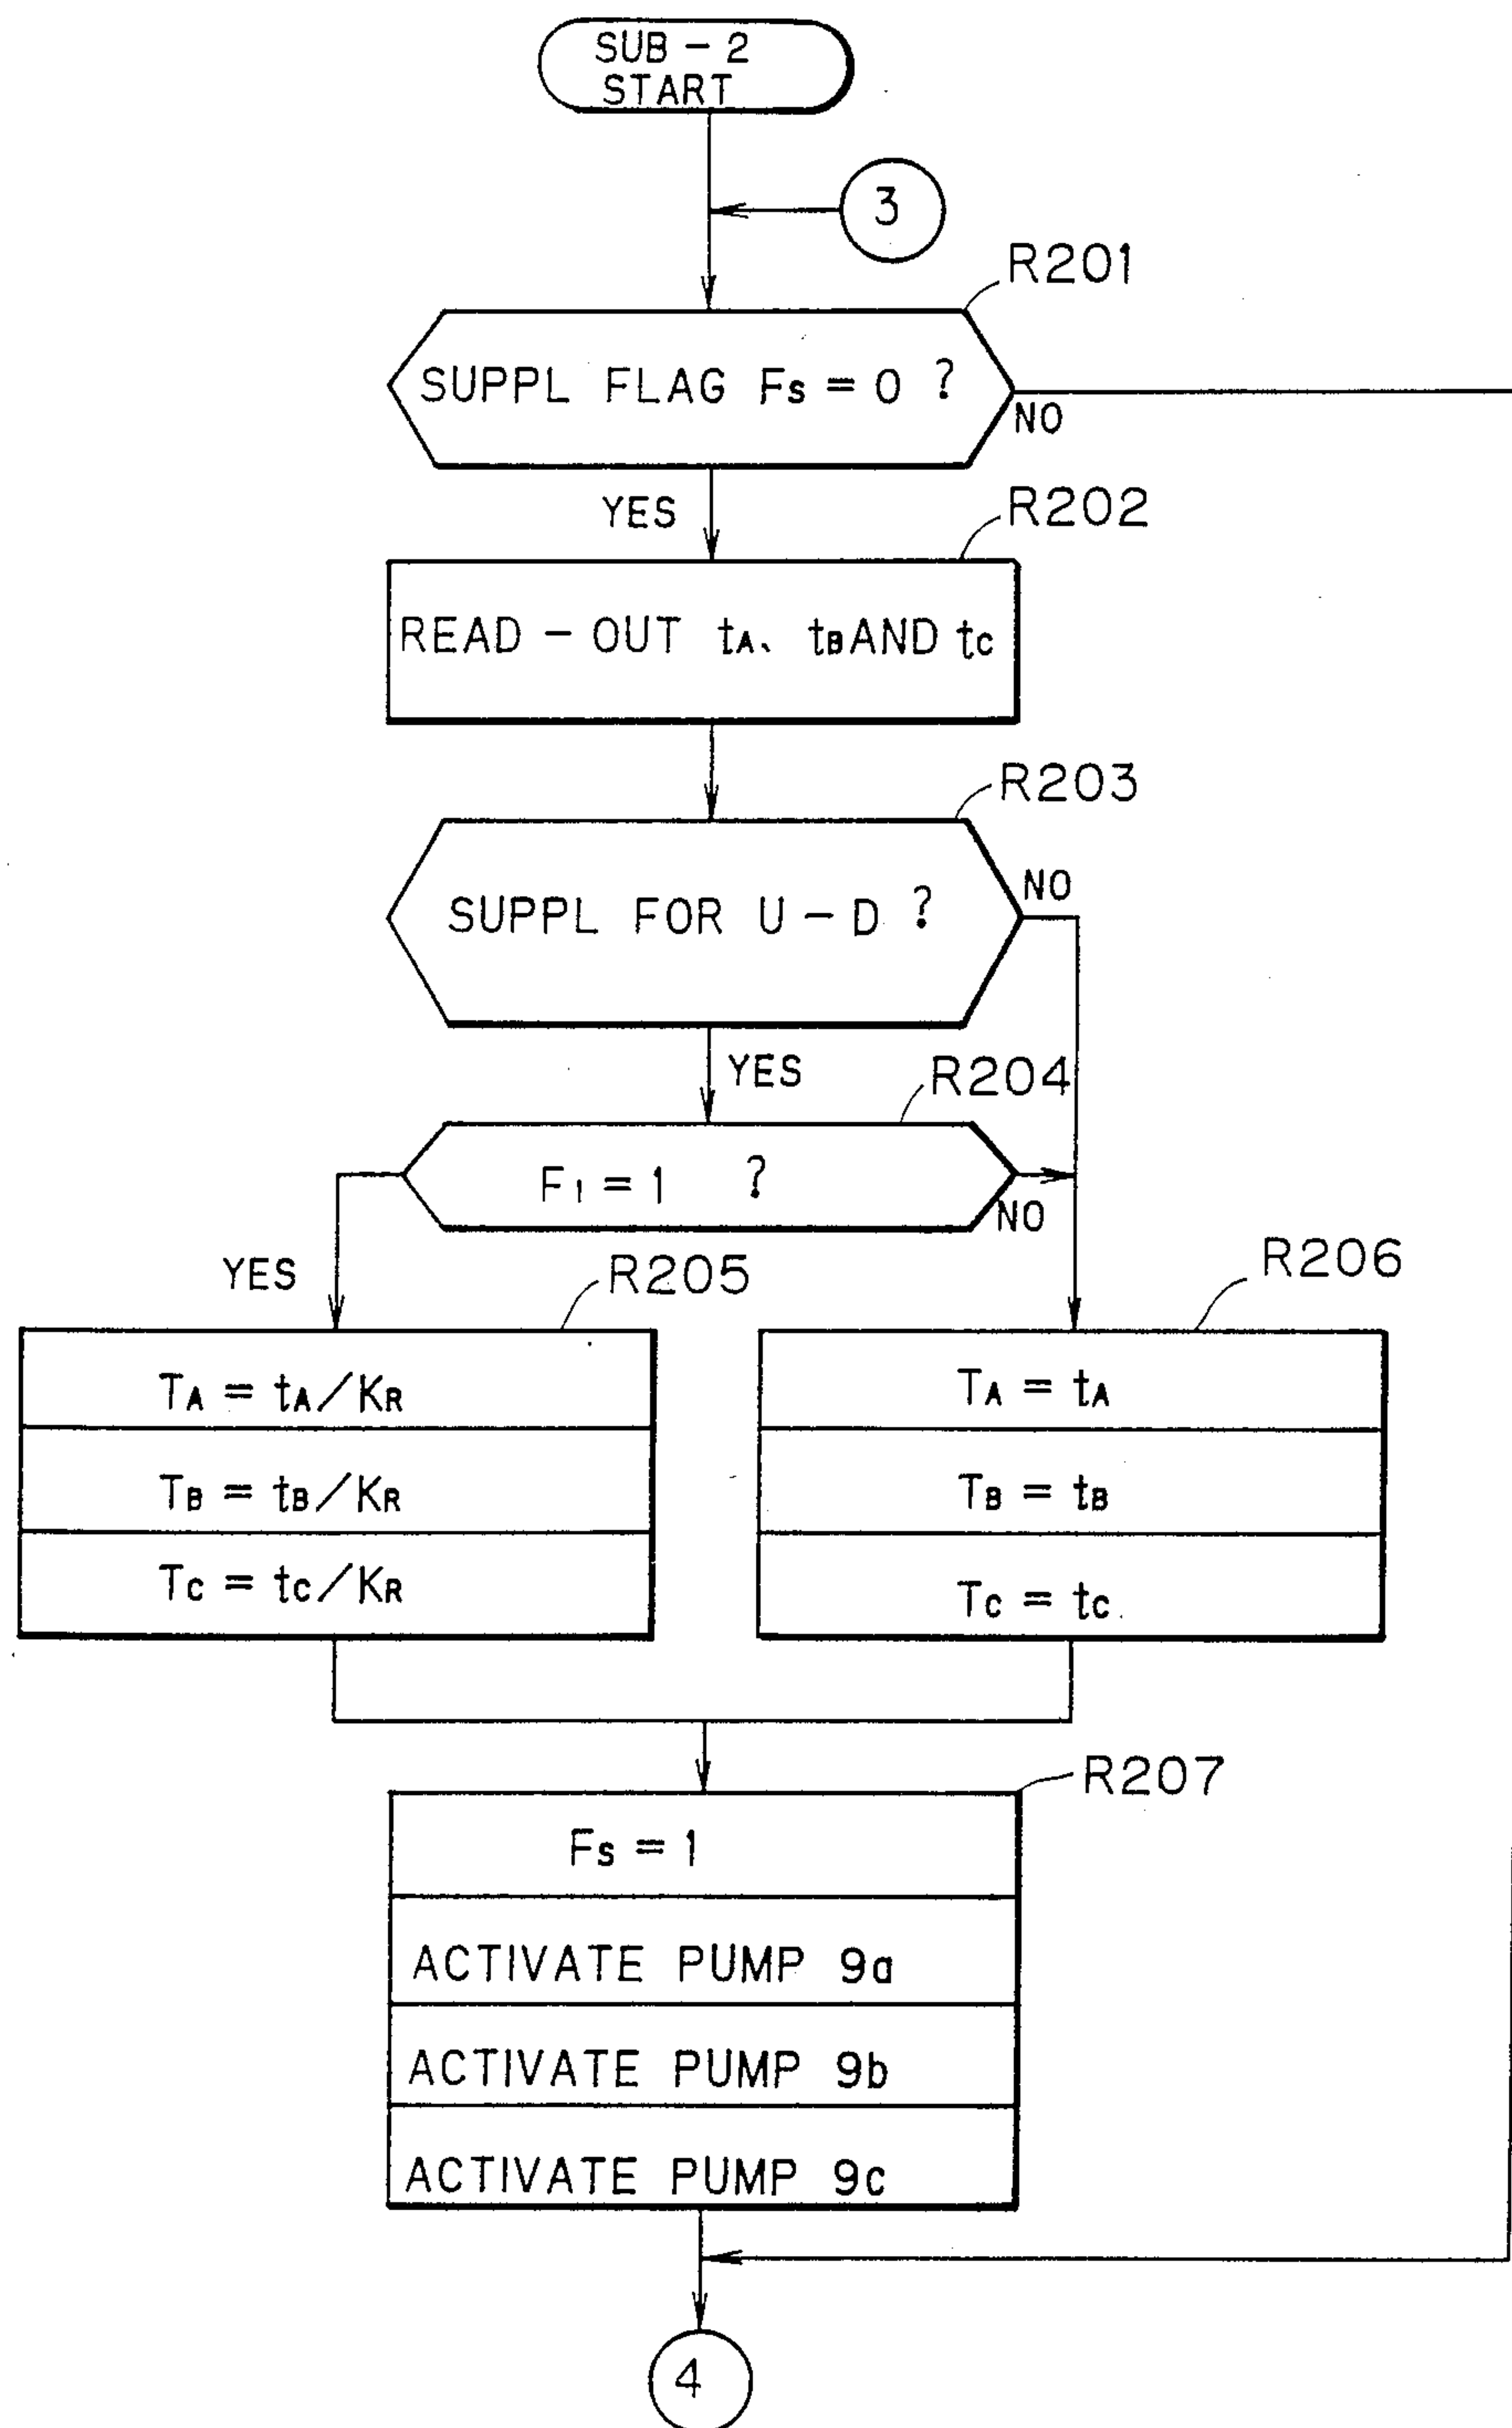 SUB - 2
START
3
R201
SUPPL FLAG Fs = 0 ?
NO
YES
R202
READ - OUT tA、 tB AND tC
R203
SUPPL FOR U - D ?
NO
YES
R204
F1 = 1 ?
NO
YES
R205
R206
TA = tA/KR
TB = tB/KR
TC = tC/KR
TA = tA
TB = tB
TC = tC
R207
Fs = 1
ACTIVATE PUMP 9a
ACTIVATE PUMP 9b
ACTIVATE PUMP 9c
4